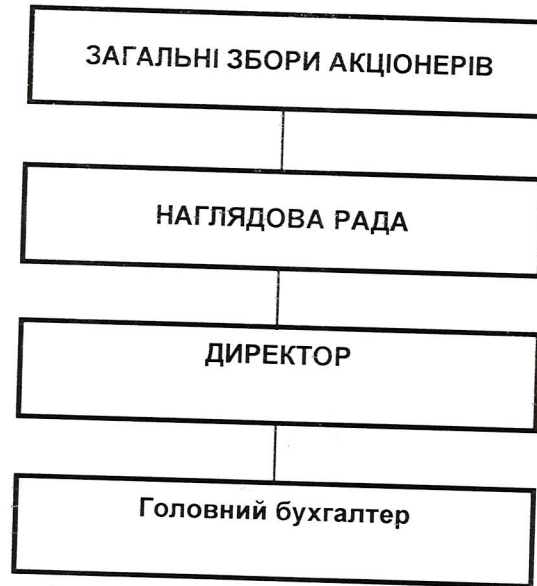 ЗАГАЛЬНІ ЗБОРИ АКЦІОНЕРІВ
НАГЛЯДОВА РАДА
ДИРЕКТОР
Головний бухгалтер